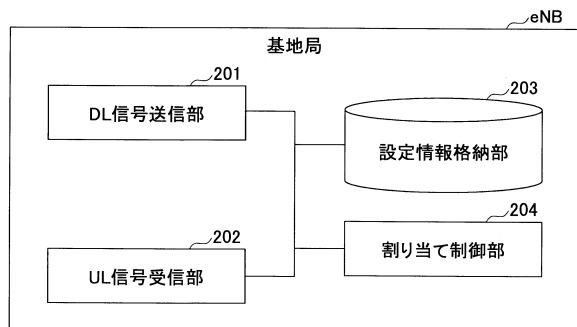 eNB
基地局
201
DL信号送信部
203
設定情報格納部
202
UL信号受信部
204
割り当て制御部